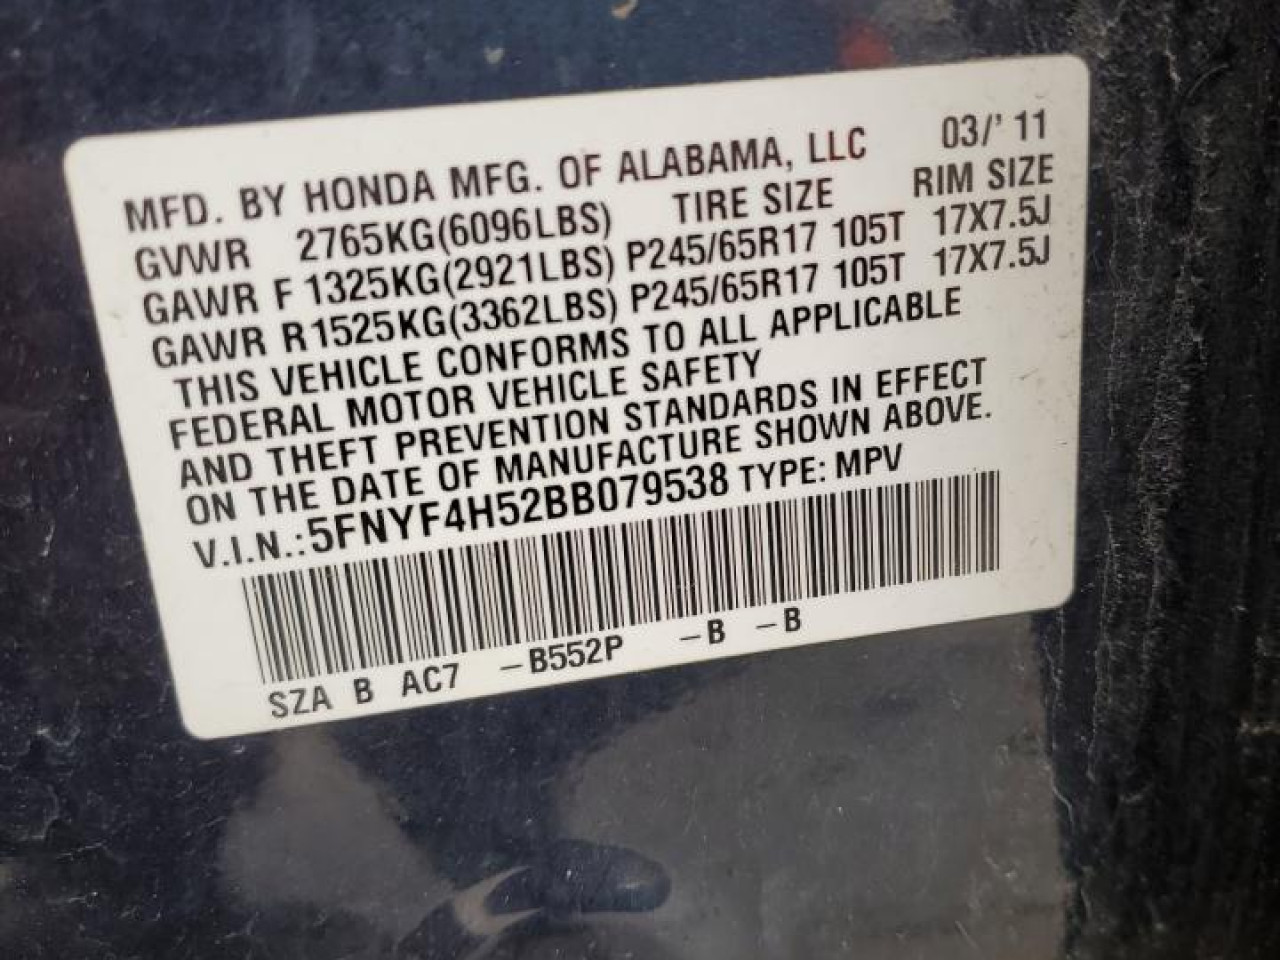 MFD. BY HONDA MFG. OF ALABAMA, LLC 03/' 11
GVWR 2765KG(6096LBS) TIRE SIZE RIM SIZE
GAWR F 1325KG(2921LBS) P245/65R17 105T 17X7.5J
GAWR R 1525KG(3362LBS) P245/65R17 105T 17X7.5J
THIS VEHICLE CONFORMS TO ALL APPLICABLE
FEDERAL MOTOR VEHICLE SAFETY
AND THEFT PREVENTION STANDARDS IN EFFECT
ON THE DATE OF MANUFACTURE SHOWN ABOVE.
V.I.N.: 5FNYF4H52BB079538 TYPE: MPV
SZA B AC7 -B552P -B -B